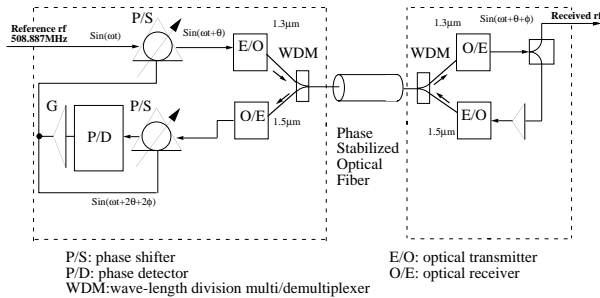 P/S
1.3μm
1.3μm
Sin(ωt+θ+ϕ)
Received rf
Reference rf
508.887MHz
Sin(ωt)
Sin(ωt+θ)
E/O
WDM
WDM
O/E
G
P/S
P/D
O/E
1.5μm
1.5μm
E/O
Phase
Stabilized
Optical
Fiber
Sin(ωt+2θ+2ϕ)
P/S: phase shifter
P/D: phase detector
WDM:wave-length division multi/demultiplexer
E/O: optical transmitter
O/E: optical receiver